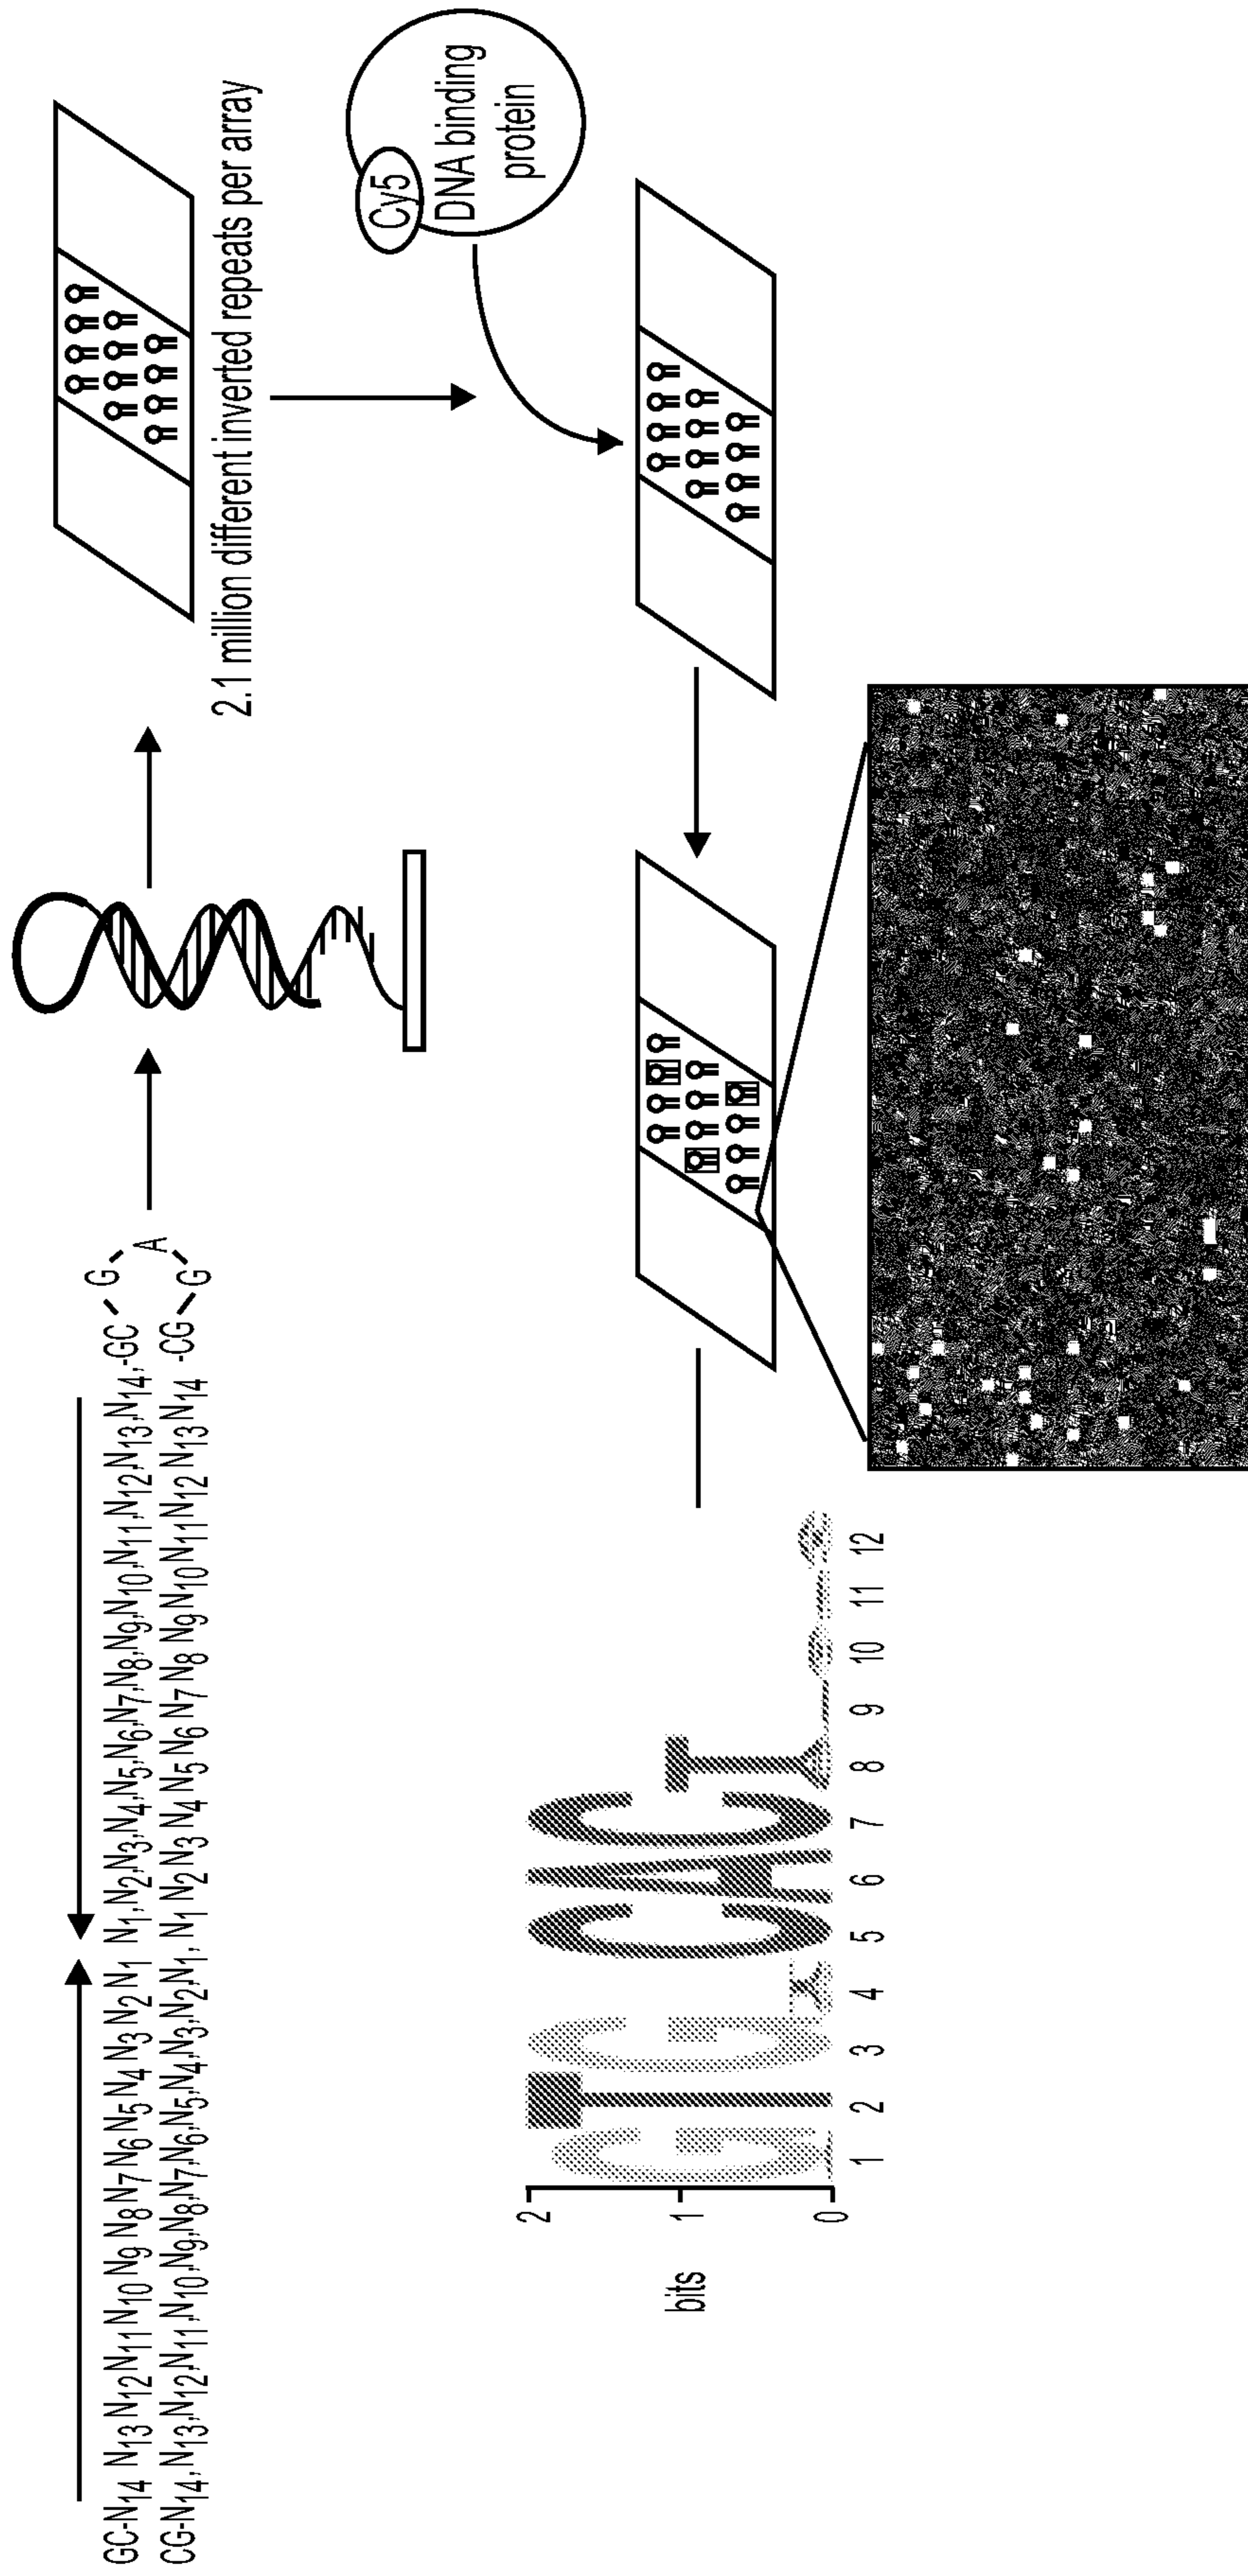 GC-N14 N13 N12 N11 N10 N9 N8 N7 N6 N5 N4 N3 N2 N1 N1,N2,N3,N4,N5,N6,N7,N8,N9,N10,N11,N12,N13,N14,-GC
CG-N14,N13,N12,N11,N10,N9,N8,N7,N6,N5,N4,N3,N2,N1, N1 N2 N3 N4 N5 N6 N7 N8 N9 N10 N11 N12 N13 N14 -CG
G
A
G
2.1 million different inverted repeats per array
Cy5
DNA binding
protein
bits
2
1
0
GTG CACT
1 2 3 4 5 6 7 8 9 10 11 12